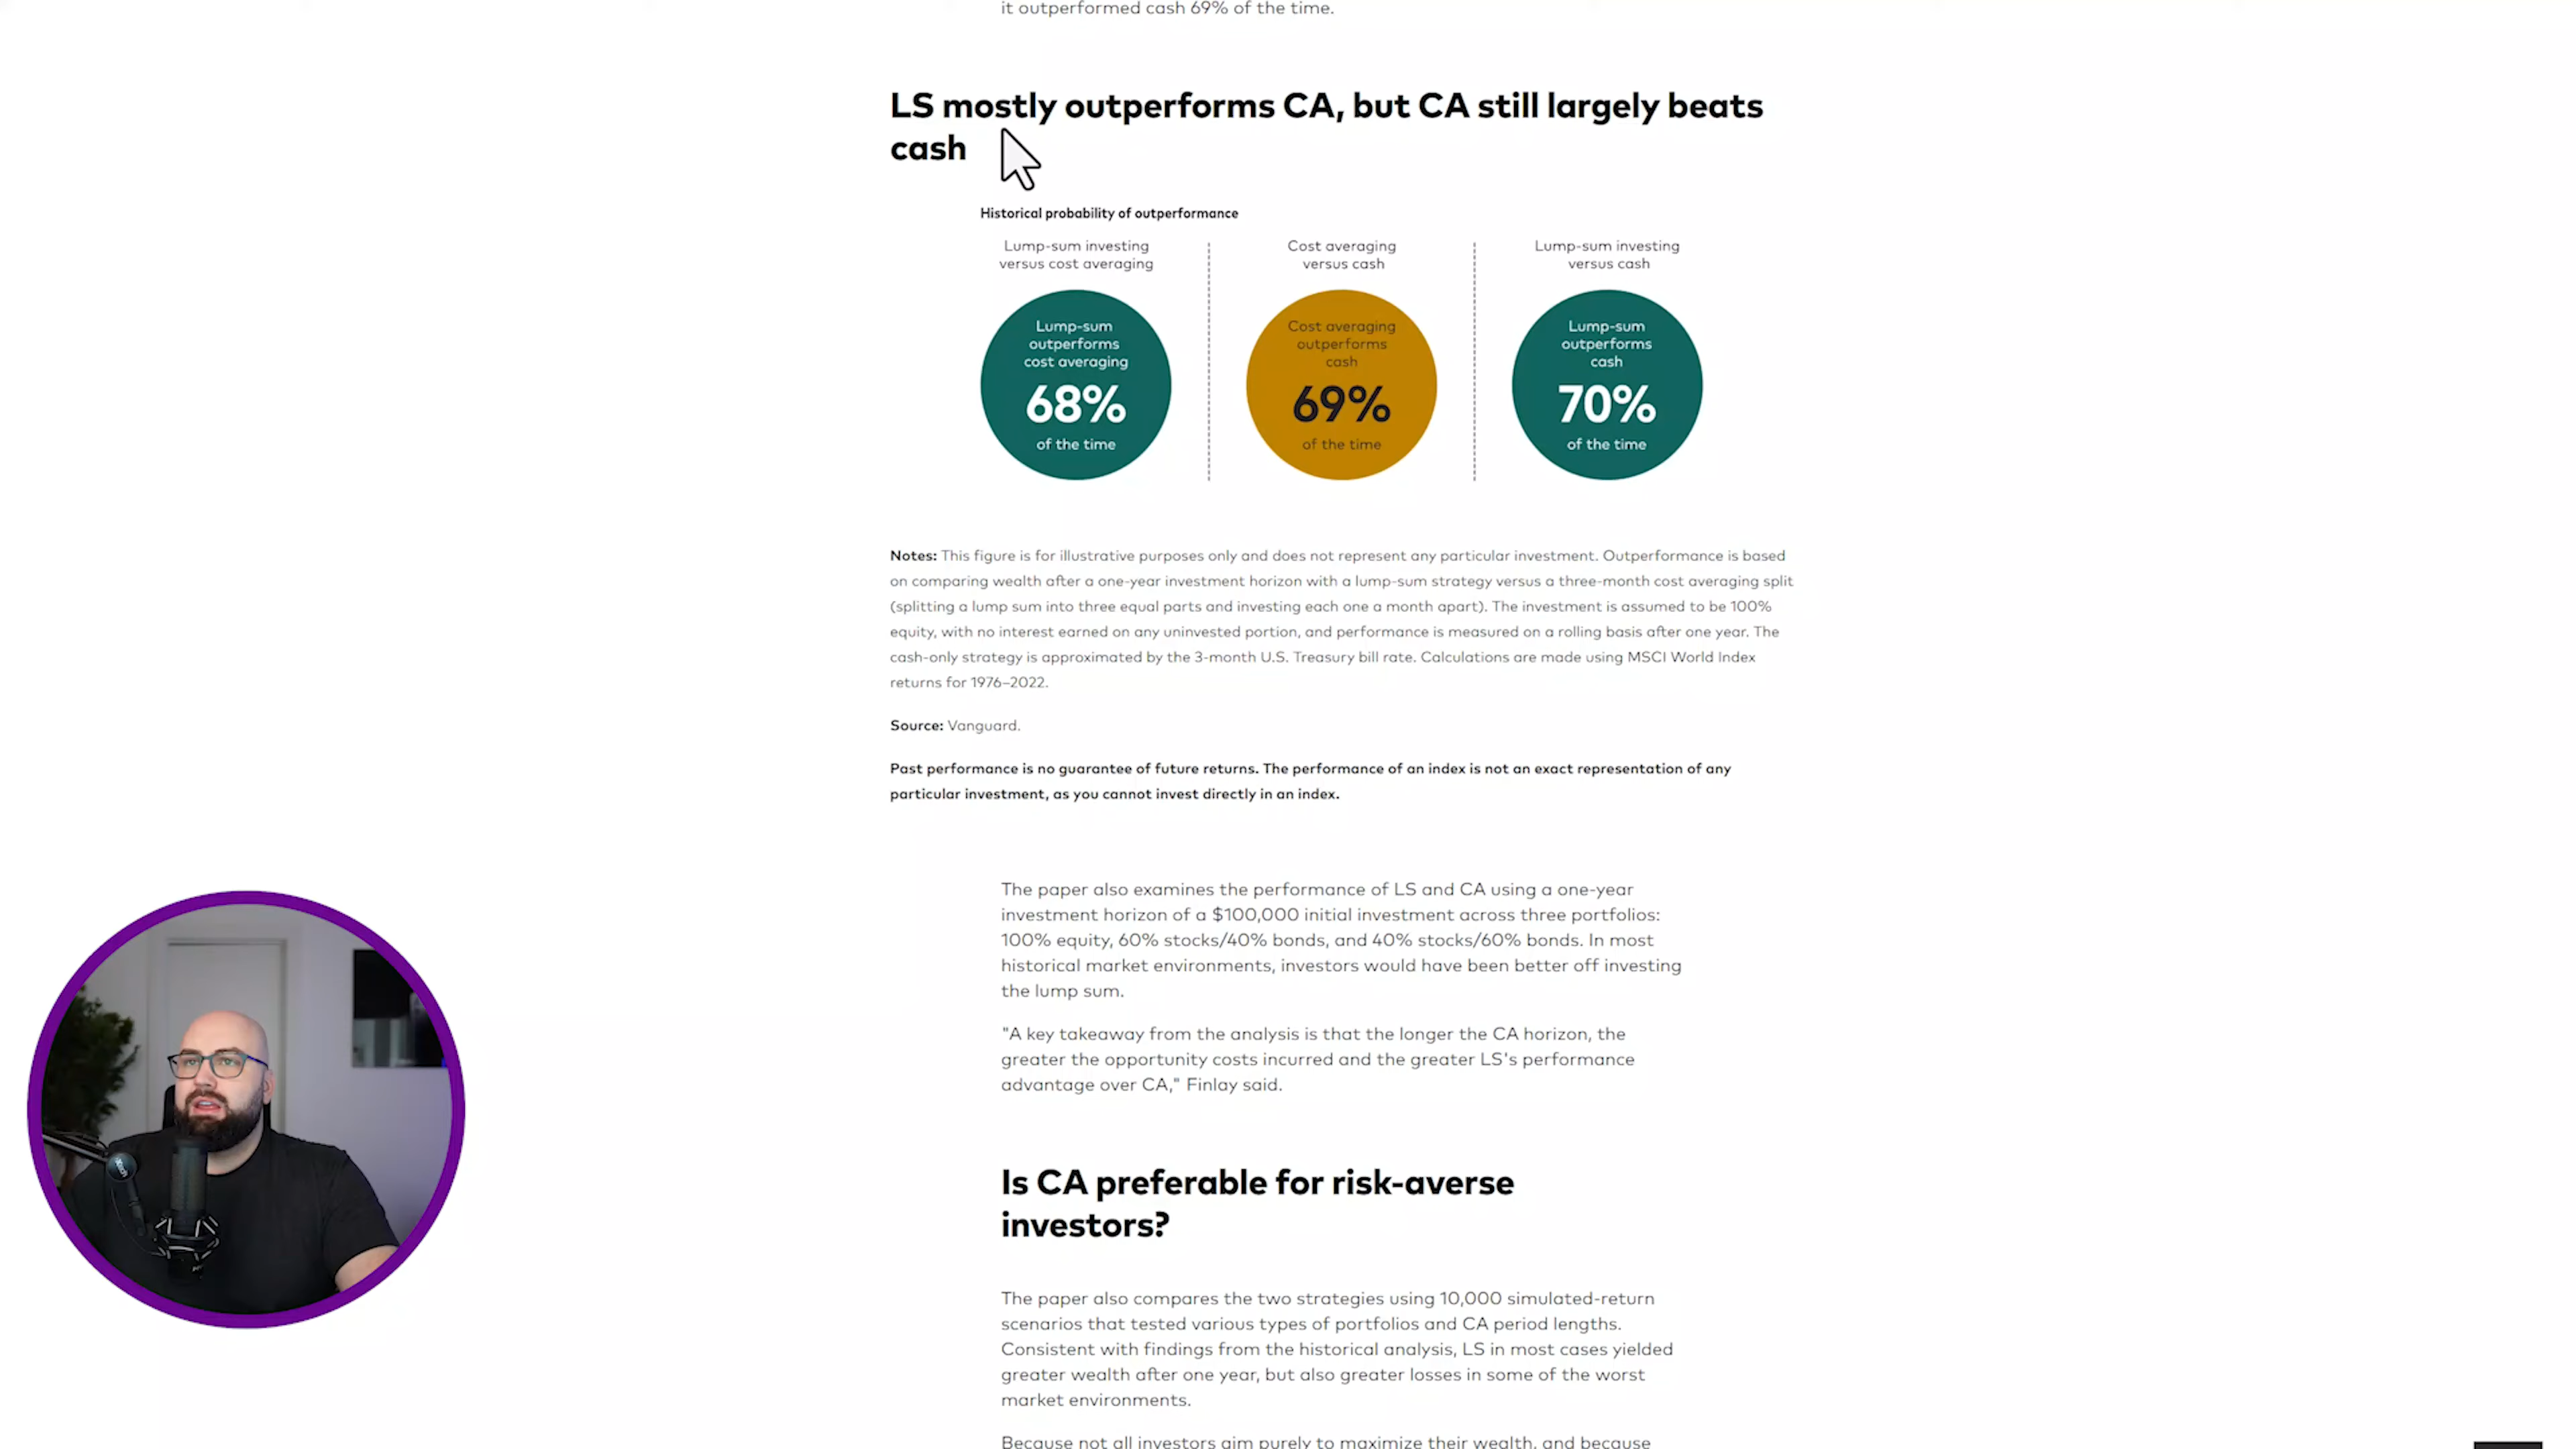 it outperformed cash 69% of the time.
LS mostly outperforms CA, but CA still largely beats
cash
Historical probability of outperformance
Lump-sum investing
versus cost averaging
Lump-sum
outperforms
cost averaging
68%
of the time
Cost averaging
versus cash
Cost averaging
outperforms
cash
69%
of the time
Lump-sum investing
versus cash
Lump-sum
outperforms
cash
70%
of the time
Notes: This figure is for illustrative purposes only and does not represent any particular investment. Outperformance is based
on comparing wealth after a one-year investment horizon with a lump-sum strategy versus a three-month cost averaging split
(splitting a lump sum into three equal parts and investing each one a month apart). The investment is assumed to be 100%
equity, with no interest earned on any uninvested portion, and performance is measured on a rolling basis after one year. The
cash-only strategy is approximated by the 3-month U.S. Treasury bill rate. Calculations are made using MSCI World Index
returns for 1976–2022.
Source: Vanguard.
Past performance is no guarantee of future returns. The performance of an index is not an exact representation of any
particular investment, as you cannot invest directly in an index.
The paper also examines the performance of LS and CA using a one-year
investment horizon of a $100,000 initial investment across three portfolios:
100% equity, 60% stocks/40% bonds, and 40% stocks/60% bonds. In most
historical market environments, investors would have been better off investing
the lump sum.
"A key takeaway from the analysis is that the longer the CA horizon, the
greater the opportunity costs incurred and the greater LS's performance
advantage over CA," Finlay said.
Is CA preferable for risk-averse
investors?
The paper also compares the two strategies using 10,000 simulated-return
scenarios that tested various types of portfolios and CA period lengths.
Consistent with findings from the historical analysis, LS in most cases yielded
greater wealth after one year, but also greater losses in some of the worst
market environments.
Because not all investors aim purely to maximize their wealth, and because